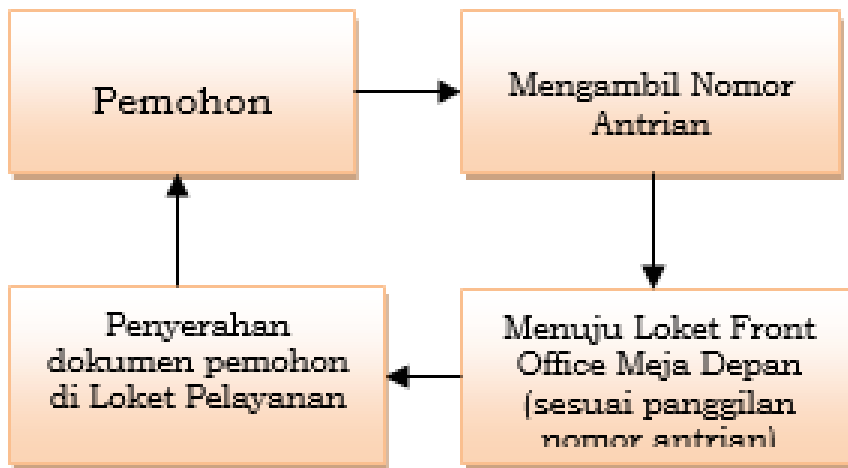 Pemohon
Mengambil Nomor
Antrian
Menuju Loket Front
Office Meja Depan
(sesuai panggilan
nomor antrian)
Penyerahan
dokumen pemohon
di Loket Pelayanan